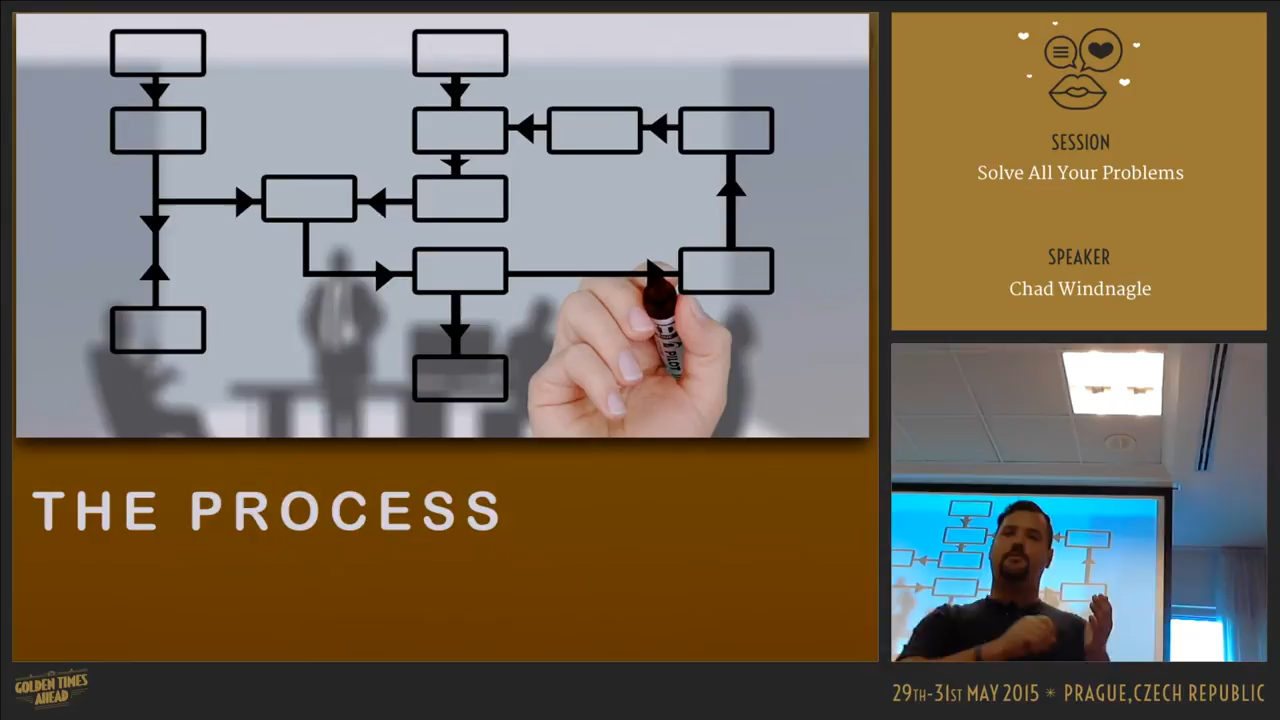 THE PROCESS
SESSION
Solve All Your Problems
SPEAKER
Chad Windnagle
PILOT
GOLDEN TIMES
AHEAD
29TH-31ST MAY 2015 * PRAGUE,CZECH REPUBLIC